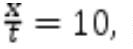 x/t = 10,